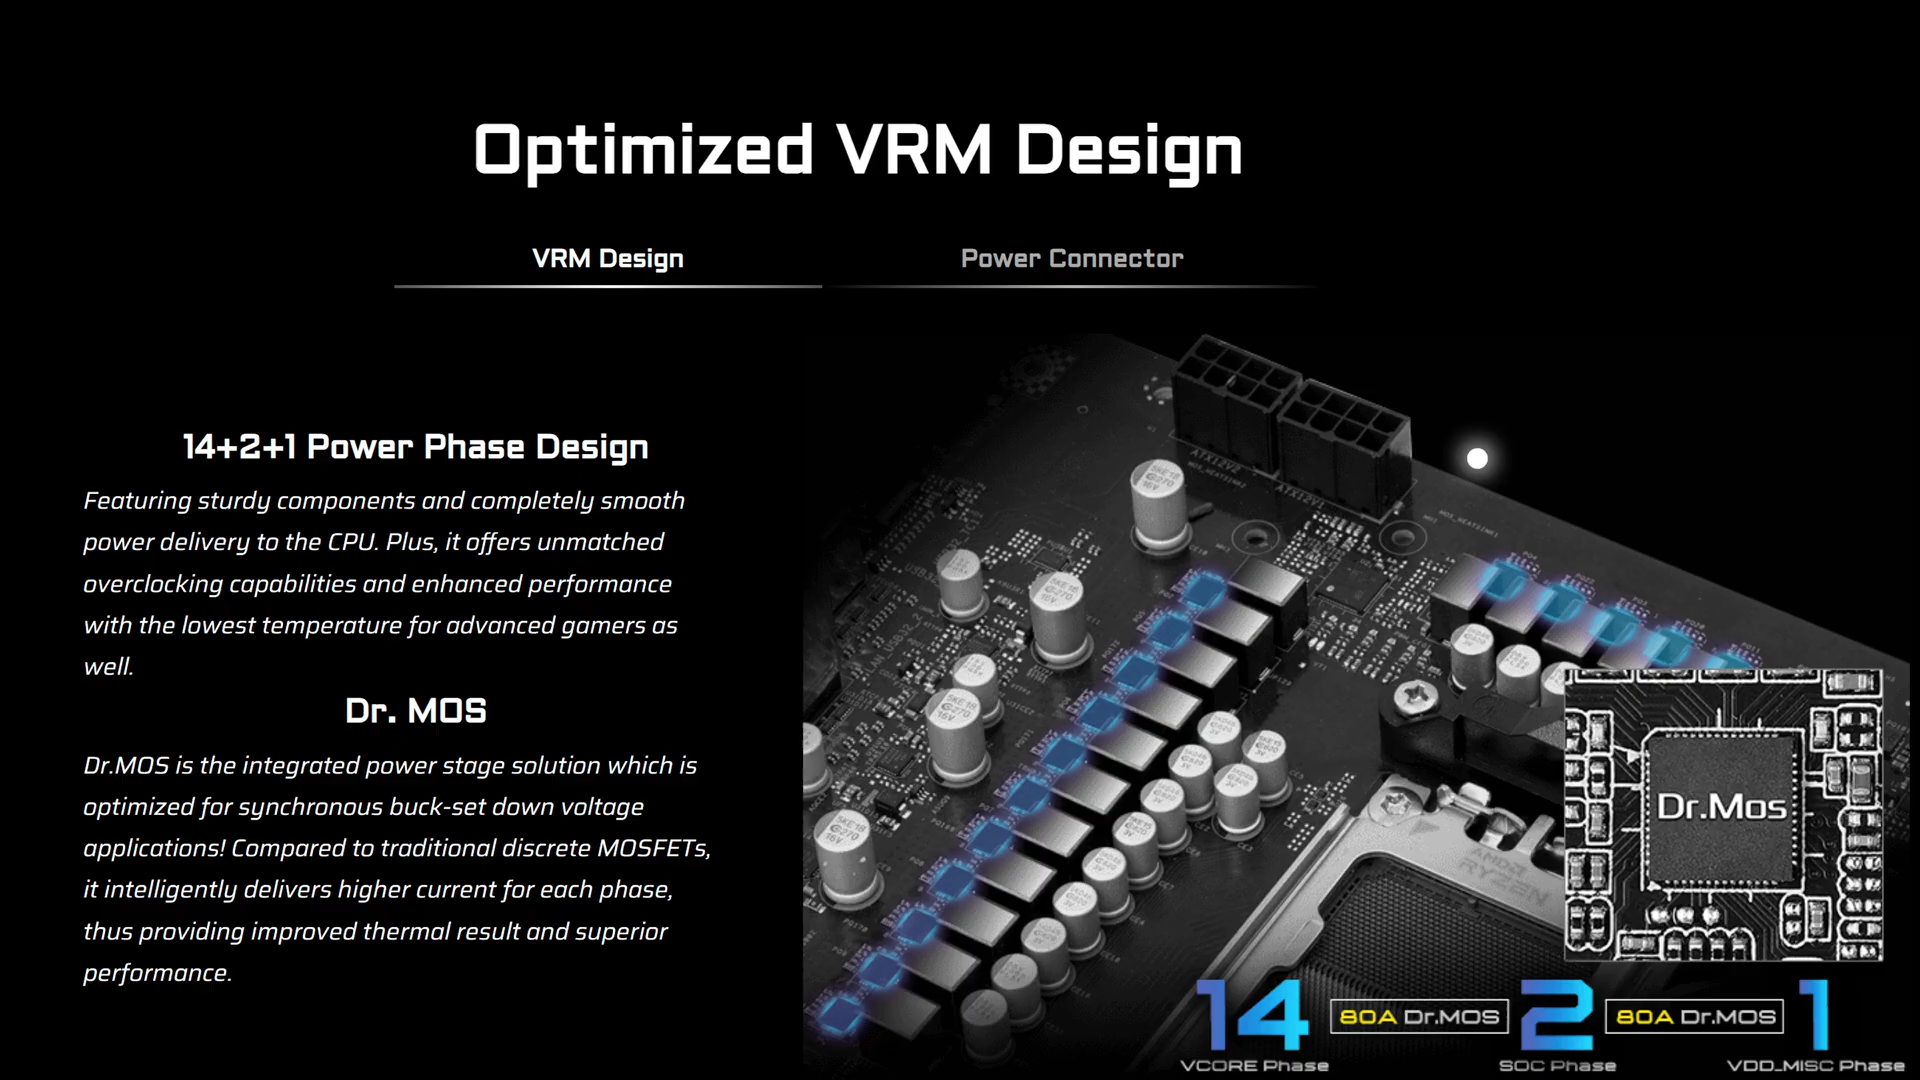 Optimized VRM Design
VRM Design
Power Connector
14+2+1 Power Phase Design
Featuring sturdy components and completely smooth
power delivery to the CPU. Plus, it offers unmatched
overclocking capabilities and enhanced performance
with the lowest temperature for advanced gamers as
well.
Dr. MOS
Dr.MOS is the integrated power stage solution which is
optimized for synchronous buck-set down voltage
applications! Compared to traditional discrete MOSFETs,
it intelligently delivers higher current for each phase,
thus providing improved thermal result and superior
performance.
ATX12V2
ATX12V1
AMD
RYZEN
Dr.Mos
14
80A Dr.MOS
2
80A Dr.MOS
1
VCORE Phase
SOC Phase
VDD_MISC Phase